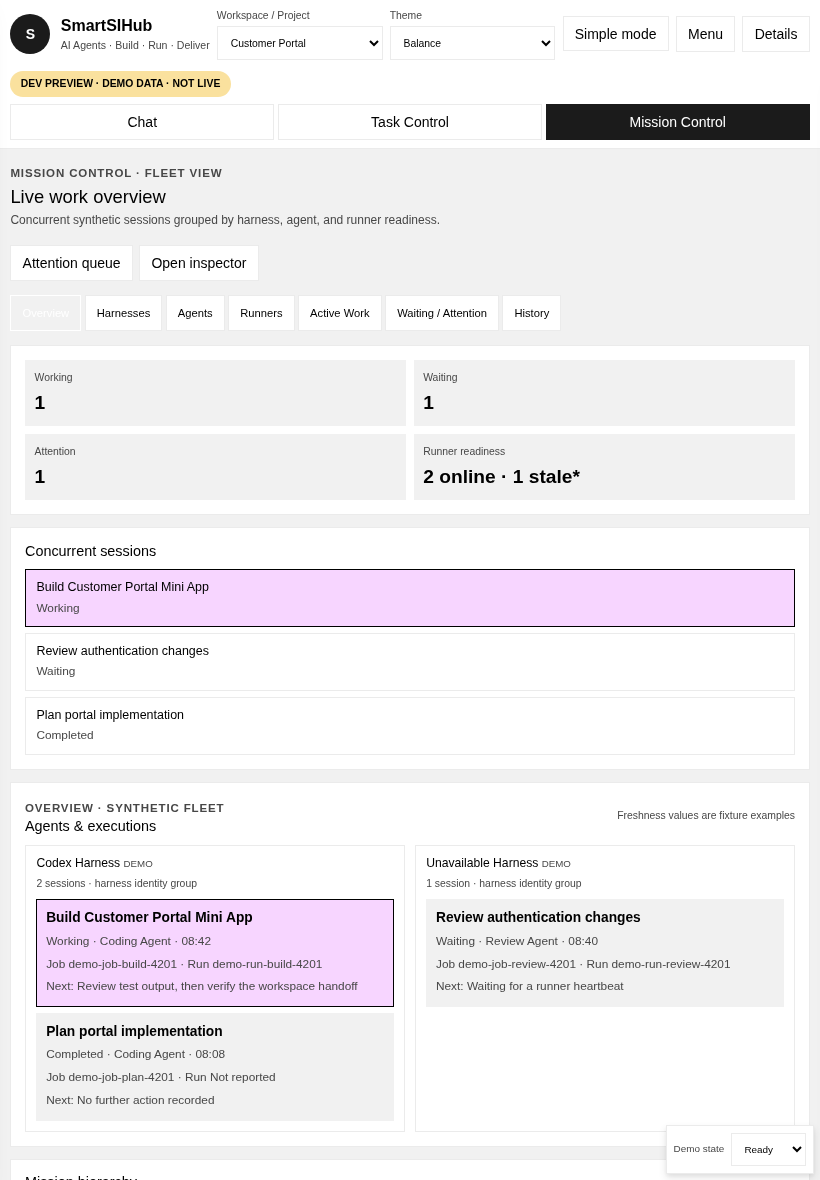 S
SmartSIHub
AI Agents · Build · Run · Deliver
Workspace / Project
Customer Portal
Theme
Balance
Simple mode
Menu
Details
DEV PREVIEW · DEMO DATA · NOT LIVE
Chat
Task Control
Mission Control
MISSION CONTROL · FLEET VIEW
Live work overview
Concurrent synthetic sessions grouped by harness, agent, and runner readiness.
Attention queue
Open inspector
Overview
Harnesses
Agents
Runners
Active Work
Waiting / Attention
History
Working
1
Waiting
1
Attention
1
Runner readiness
2 online · 1 stale*
Concurrent sessions
Build Customer Portal Mini App
Working
Review authentication changes
Waiting
Plan portal implementation
Completed
OVERVIEW · SYNTHETIC FLEET
Agents & executions
Freshness values are fixture examples
Codex Harness DEMO
2 sessions · harness identity group
Build Customer Portal Mini App
Working · Coding Agent · 08:42
Job demo-job-build-4201 · Run demo-run-build-4201
Next: Review test output, then verify the workspace handoff
Plan portal implementation
Completed · Coding Agent · 08:08
Job demo-job-plan-4201 · Run Not reported
Next: No further action recorded
Unavailable Harness DEMO
1 session · harness identity group
Review authentication changes
Waiting · Review Agent · 08:40
Job demo-job-review-4201 · Run demo-run-review-4201
Next: Waiting for a runner heartbeat
Demo state
Ready
Mission hierarchy